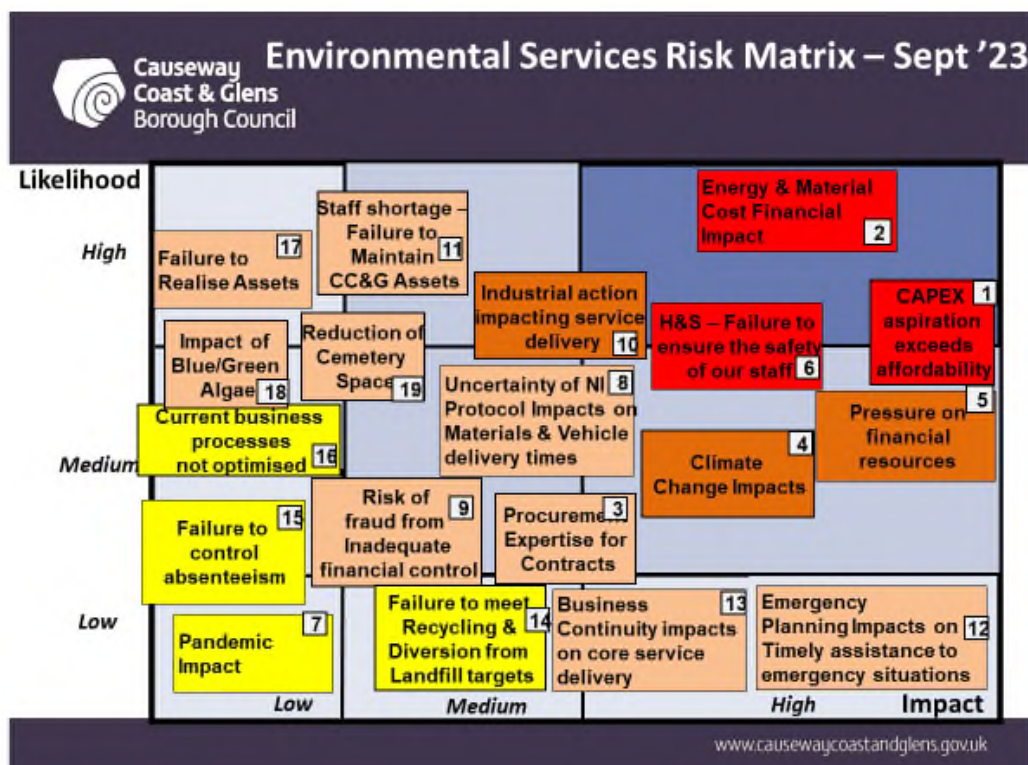 Environmental Services Risk Matrix – Sept '23
Causeway
Coast & Glens
Borough Council
Likelihood
High
Medium
Low
Energy & Material
Cost Financial
Impact
2
Staff shortage –
Failure to
Maintain
CC&G Assets
11
Failure to
Realise Assets
17
Industrial action
impacting service
delivery
10
H&S – Failure to
ensure the safety
of our staff
6
CAPEX
aspiration
exceeds
affordability
1
Impact of
Blue/Green
Algae
18
Reduction of
Cemetery
Space
19
Uncertainty of NI
Protocol Impacts on
Materials & Vehicle
delivery times
8
Pressure on
financial
resources
5
Current business
processes
not optimised
16
Climate
Change Impacts
4
Risk of
fraud from
Inadequate
financial control
9
Procurement
Expertise for
Contracts
3
Failure to
control
absenteeism
15
Pandemic
Impact
7
Failure to meet
Recycling &
Diversion from
Landfill targets
14
Business
Continuity impacts
on core service
delivery
13
Emergency
Planning Impacts on
Timely assistance to
emergency situations
12
Low
Medium
High
Impact
www.causewaycoastandglens.gov.uk